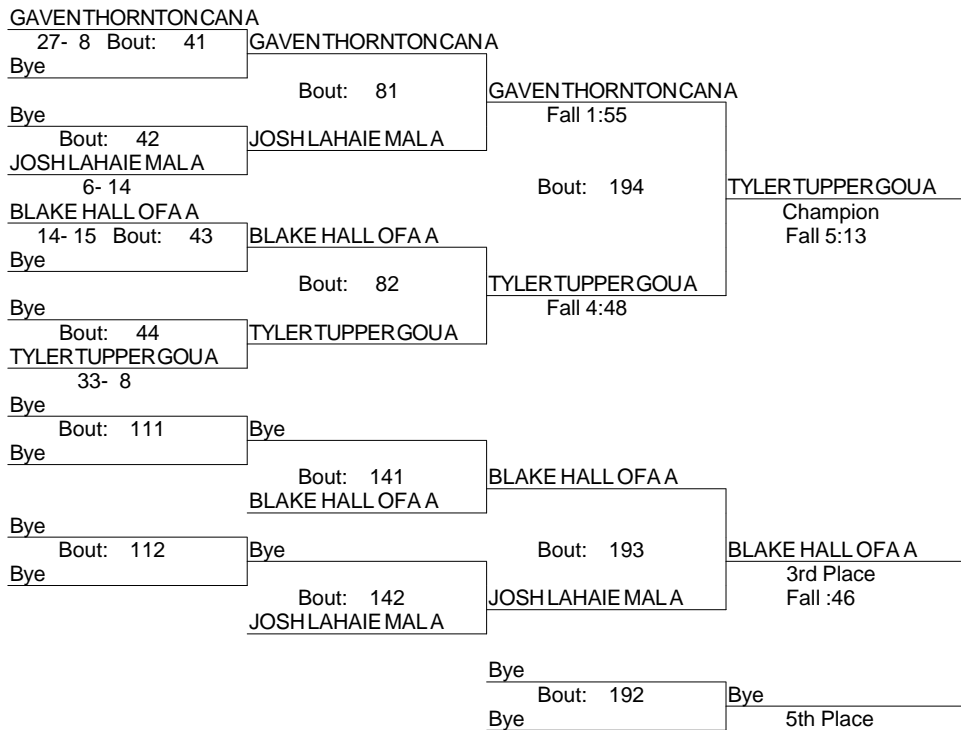 GAVEN THORNTON CAN A
27- 8 Bout: 41
GAVEN THORNTON CAN A
Bye
Bout: 81
GAVEN THORNTON CAN A
Bye
Fall 1:55
Bout: 42
JOSH LAHAIE MAL A
JOSH LAHAIE MAL A
6- 14
Bout: 194
TYLER TUPPER GOU A
BLAKE HALL OFA A
Champion
14- 15 Bout: 43
BLAKE HALL OFA A
Fall 5:13
Bye
Bout: 82
TYLER TUPPER GOU A
Bye
Fall 4:48
Bout: 44
TYLER TUPPER GOU A
TYLER TUPPER GOU A
33- 8
Bye
Bout: 111
Bye
Bye
Bout: 141
BLAKE HALL OFA A
BLAKE HALL OFA A
Bye
Bout: 112
Bye
Bout: 193
BLAKE HALL OFA A
Bye
3rd Place
Bout: 142
JOSH LAHAIE MAL A
Fall :46
JOSH LAHAIE MAL A
Bye
Bout: 192
Bye
Bye
5th Place